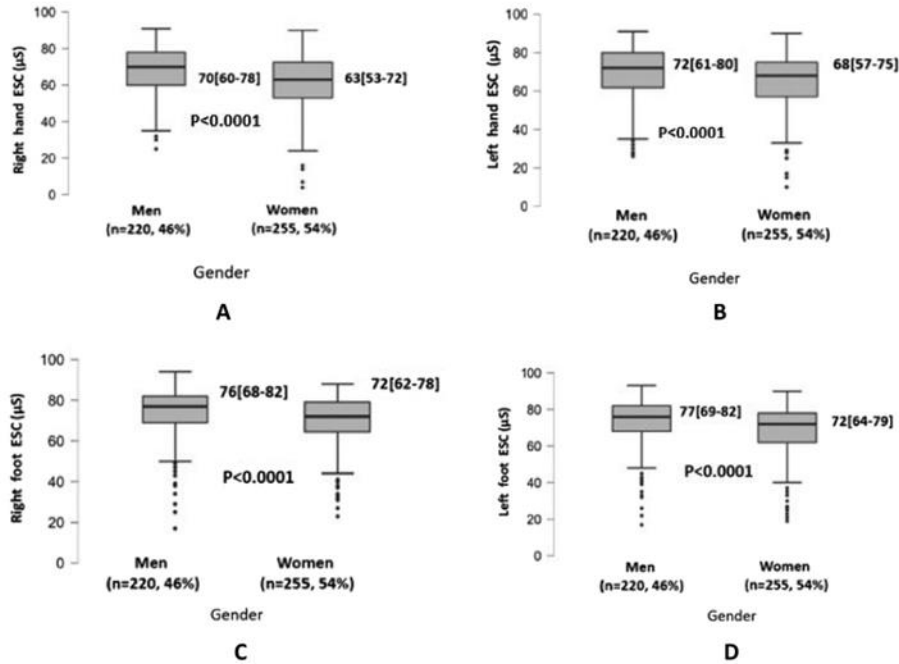 100
80
60
40
20
0
Right hand ESC (µS)
70[60-78]
63[53-72]
P<0.0001
Men
(n=220, 46%)
Women
(n=255, 54%)
Gender
A
100
80
60
40
20
0
Left hand ESC (µS)
72[61-80]
68[57-75]
P<0.0001
Men
(n=220, 46%)
Women
(n=255, 54%)
Gender
B
100
80
60
40
20
0
Right foot ESC (µS)
76[68-82]
72[62-78]
P<0.0001
Men
(n=220, 46%)
Women
(n=255, 54%)
Gender
C
100
80
60
40
20
0
Left foot ESC (µS)
77[69-82]
72[64-79]
P<0.0001
Men
(n=220, 46%)
Women
(n=255, 54%)
Gender
D